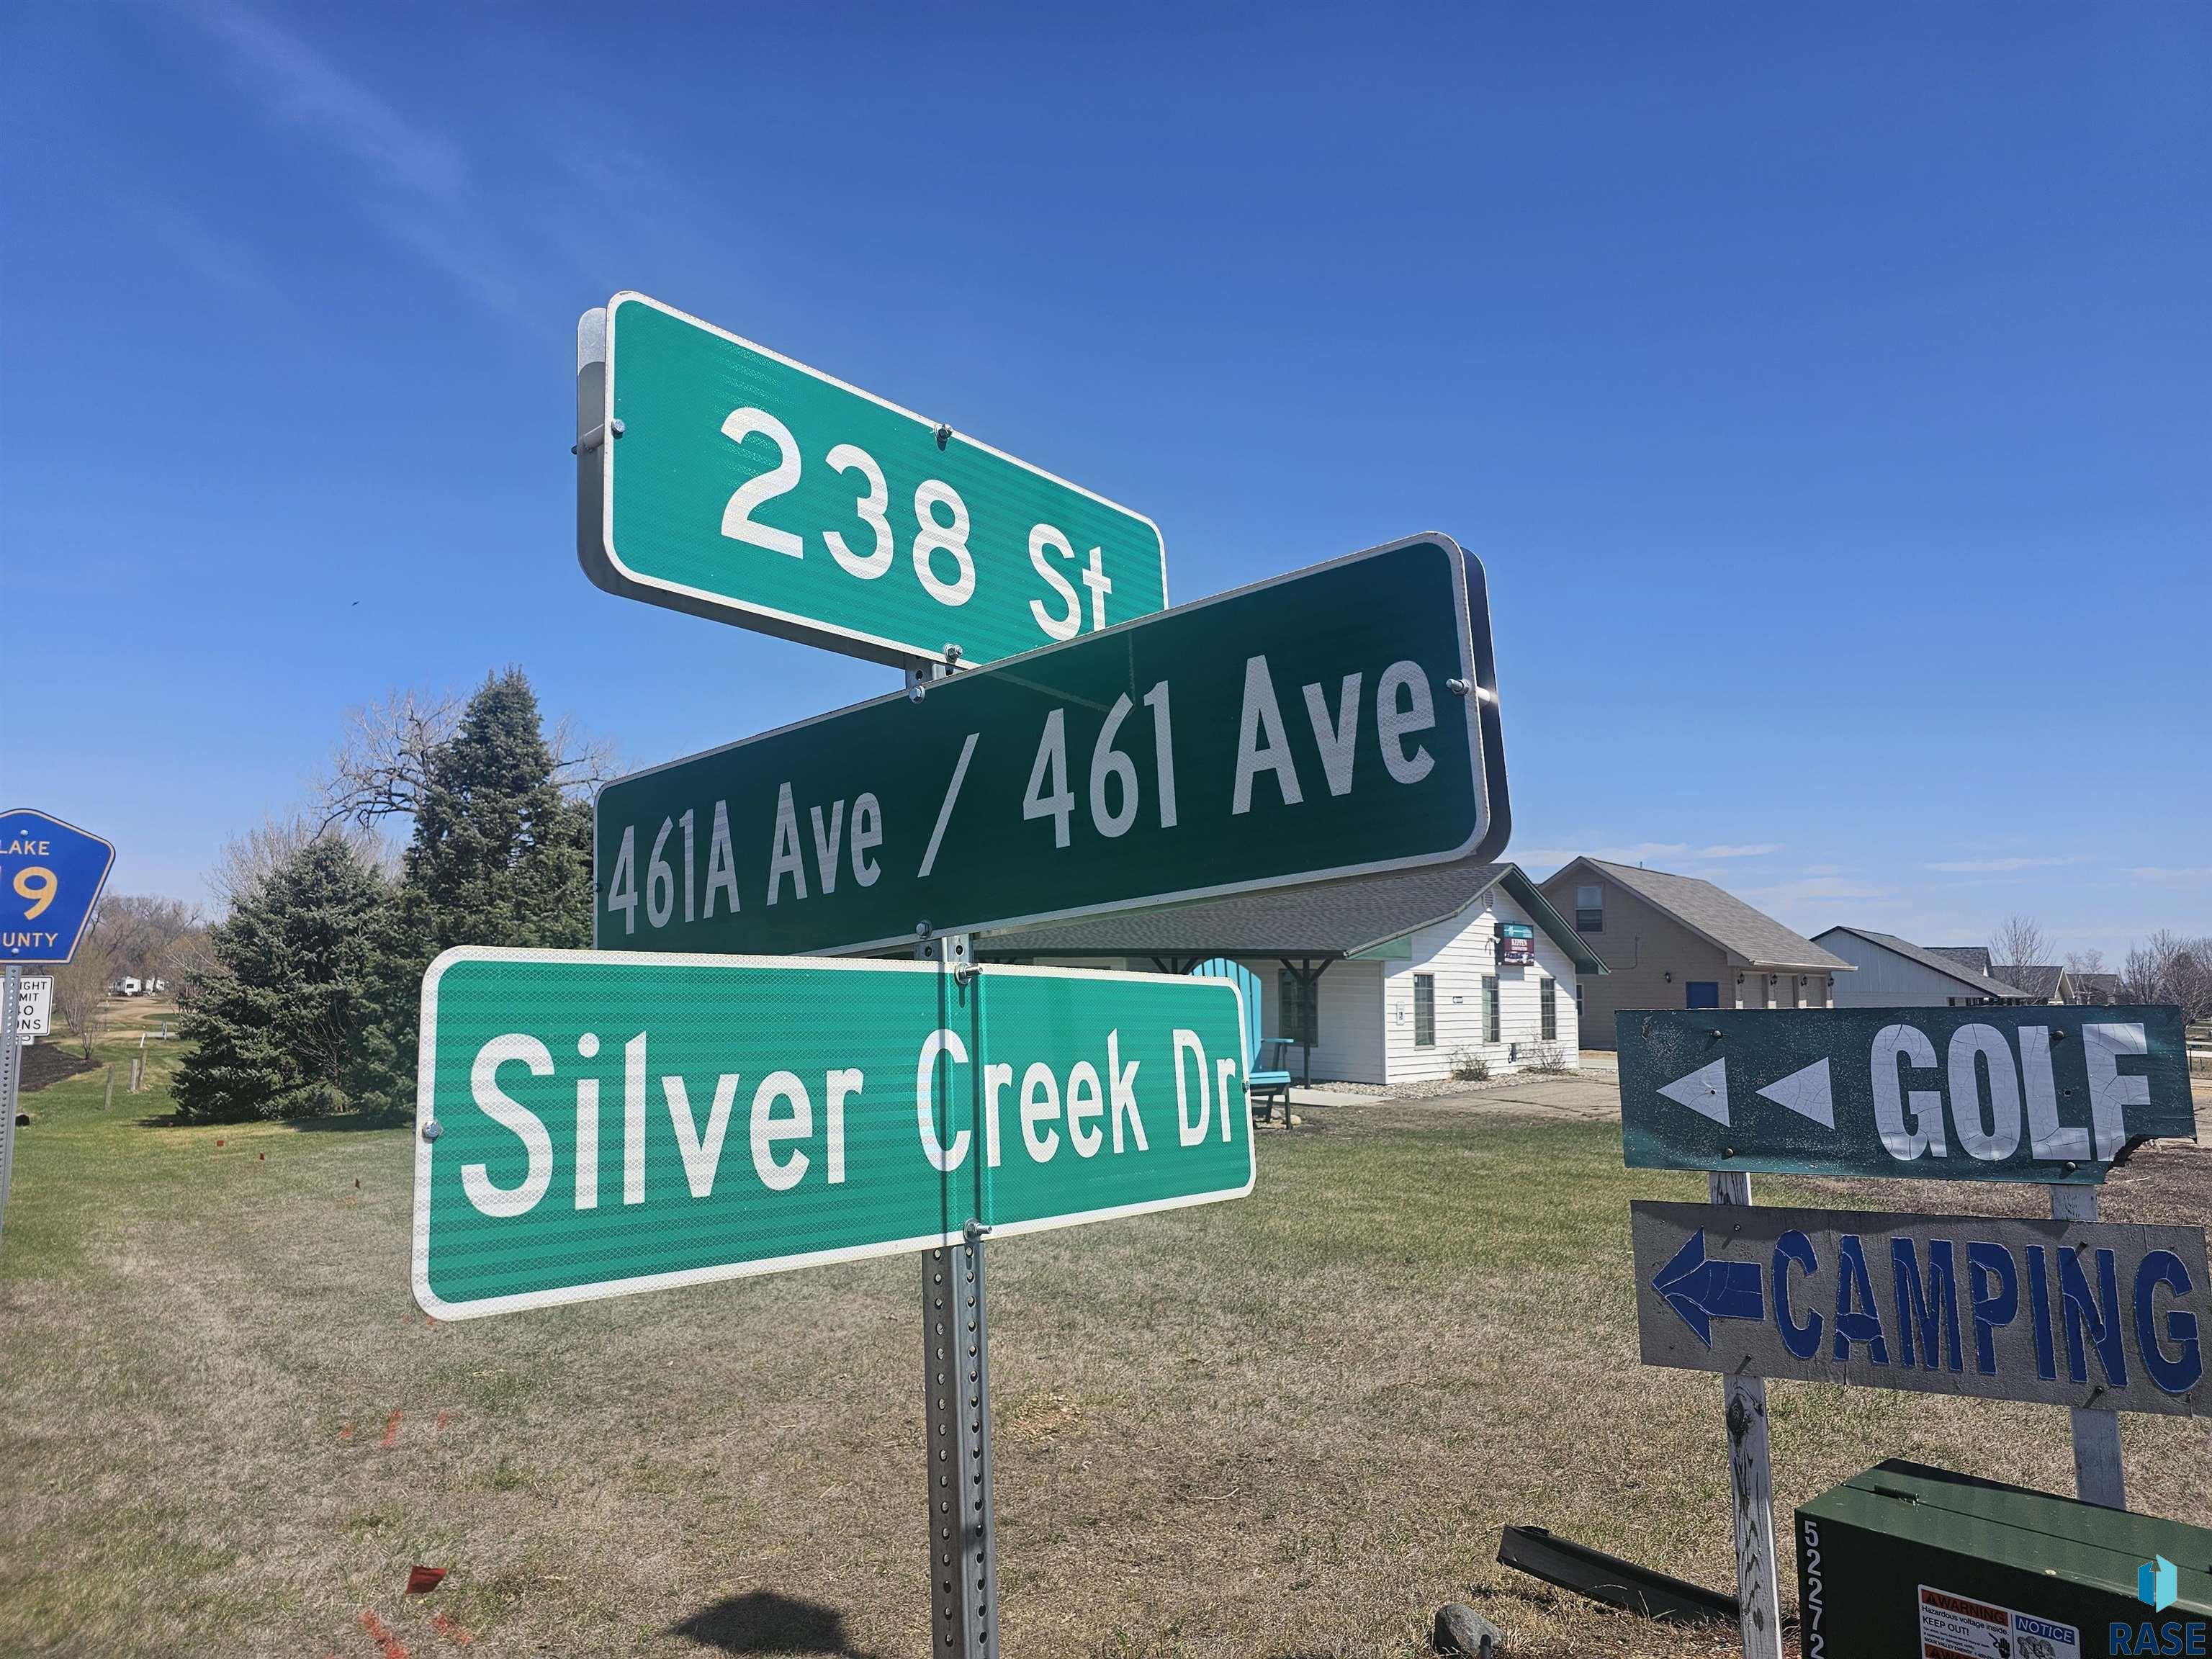 238 St
461A Ave / 461 Ave
Silver Creek Dr
LAKE
9
UNTY
GOLF
CAMPING
52272
WARNING
Hazardous voltage inside.
KEEP OUT!
NOTICE
RASE